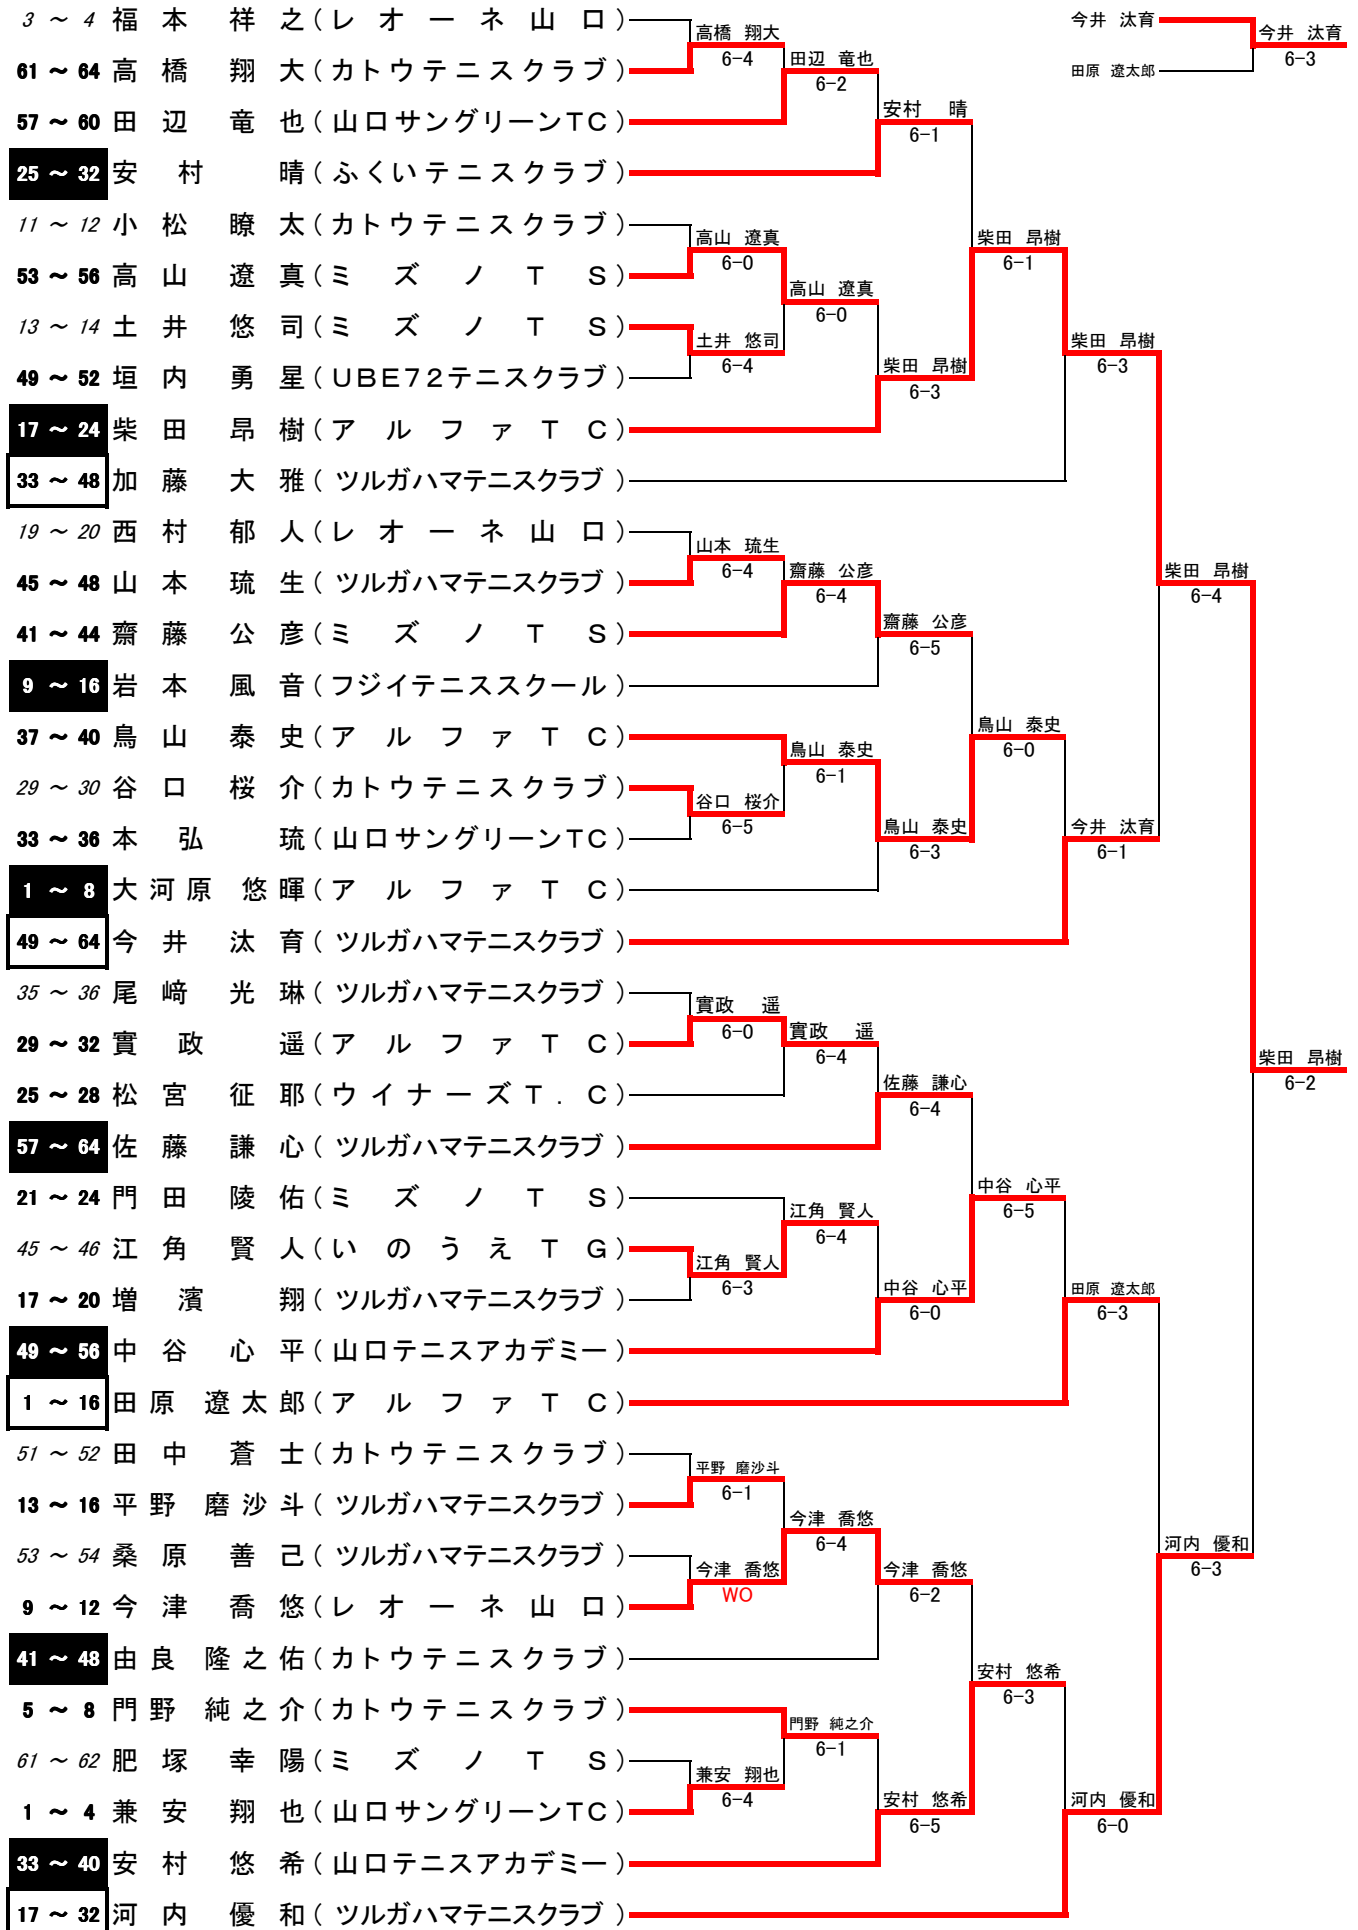 3 ～ 4 福本 祥之(レオーネ山口)
61 ～ 64 高橋 翔大(カトウテニスクラブ)
57 ～ 60 田辺 竜也(山口サングリーンTC)
25 ～ 32 安村 晴(ふくいテニスクラブ)
11 ～ 12 小松 瞭太(カトウテニスクラブ)
53 ～ 56 高山 遼真(ミズノTS)
13 ～ 14 土井 悠司(ミズノTS)
49 ～ 52 垣内 勇星(UBE72テニスクラブ)
17 ～ 24 柴田 昂樹(アルファTC)
33 ～ 48 加藤 大雅(ツルガハマテニスクラブ)
19 ～ 20 西村 郁人(レオーネ山口)
45 ～ 48 山本 琉生(ツルガハマテニスクラブ)
41 ～ 44 齋藤 公彦(ミズノTS)
9 ～ 16 岩本 風音(フジイテニススクール)
37 ～ 40 鳥山 泰史(アルファTC)
29 ～ 30 谷口 桜介(カトウテニスクラブ)
33 ～ 36 本弘 琉(山口サングリーンTC)
1 ～ 8 大河原 悠暉(アルファTC)
49 ～ 64 今井 汰育(ツルガハマテニスクラブ)
35 ～ 36 尾﨑 光琳(ツルガハマテニスクラブ)
29 ～ 32 實政 遥(アルファTC)
25 ～ 28 松宮 征耶(ウイナーズT.C)
57 ～ 64 佐藤 謙心(ツルガハマテニスクラブ)
21 ～ 24 門田 陵佑(ミズノTS)
45 ～ 46 江角 賢人(いのうえTG)
17 ～ 20 増濱 翔(ツルガハマテニスクラブ)
49 ～ 56 中谷 心平(山口テニスアカデミー)
1 ～ 16 田原 遼太郎(アルファTC)
51 ～ 52 田中 蒼士(カトウテニスクラブ)
13 ～ 16 平野 磨沙斗(ツルガハマテニスクラブ)
53 ～ 54 桑原 善己(ツルガハマテニスクラブ)
9 ～ 12 今津 喬悠(レオーネ山口)
41 ～ 48 由良 隆之佑(カトウテニスクラブ)
5 ～ 8 門野 純之介(カトウテニスクラブ)
61 ～ 62 肥塚 幸陽(ミズノTS)
1 ～ 4 兼安 翔也(山口サングリーンTC)
33 ～ 40 安村 悠希(山口テニスアカデミー)
17 ～ 32 河内 優和(ツルガハマテニスクラブ)
高橋 翔大
6-4
高山 遼真
6-0
土井 悠司
6-4
山本 琉生
6-4
谷口 桜介
6-5
實政 遥
6-0
江角 賢人
6-3
平野 磨沙斗
6-1
今津 喬悠
WO
兼安 翔也
6-4
田辺 竜也
6-2
高山 遼真
6-0
齋藤 公彦
6-4
鳥山 泰史
6-1
實政 遥
6-4
江角 賢人
6-4
今津 喬悠
6-4
門野 純之介
6-1
安村 晴
6-1
柴田 昂樹
6-3
齋藤 公彦
6-5
鳥山 泰史
6-3
佐藤 謙心
6-4
中谷 心平
6-0
今津 喬悠
6-2
安村 悠希
6-5
柴田 昂樹
6-1
鳥山 泰史
6-0
中谷 心平
6-5
安村 悠希
6-3
柴田 昂樹
6-3
今井 汰育
6-1
田原 遼太郎
6-3
河内 優和
6-0
柴田 昂樹
6-4
河内 優和
6-3
柴田 昂樹
6-2
今井 汰育
田原 遼太郎
今井 汰育
6-3